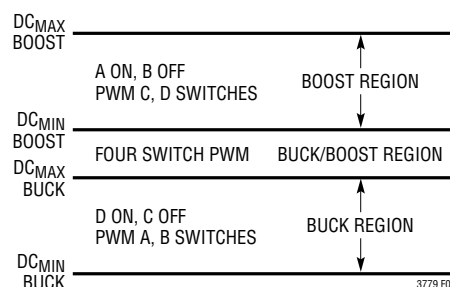 DCMAX
BOOST
A ON, B OFF
PWM C, D SWITCHES
BOOST REGION
DCMIN
BOOST
FOUR SWITCH PWM
BUCK/BOOST REGION
DCMAX
BUCK
D ON, C OFF
PWM A, B SWITCHES
BUCK REGION
DCMIN
BUCK
3779 F0